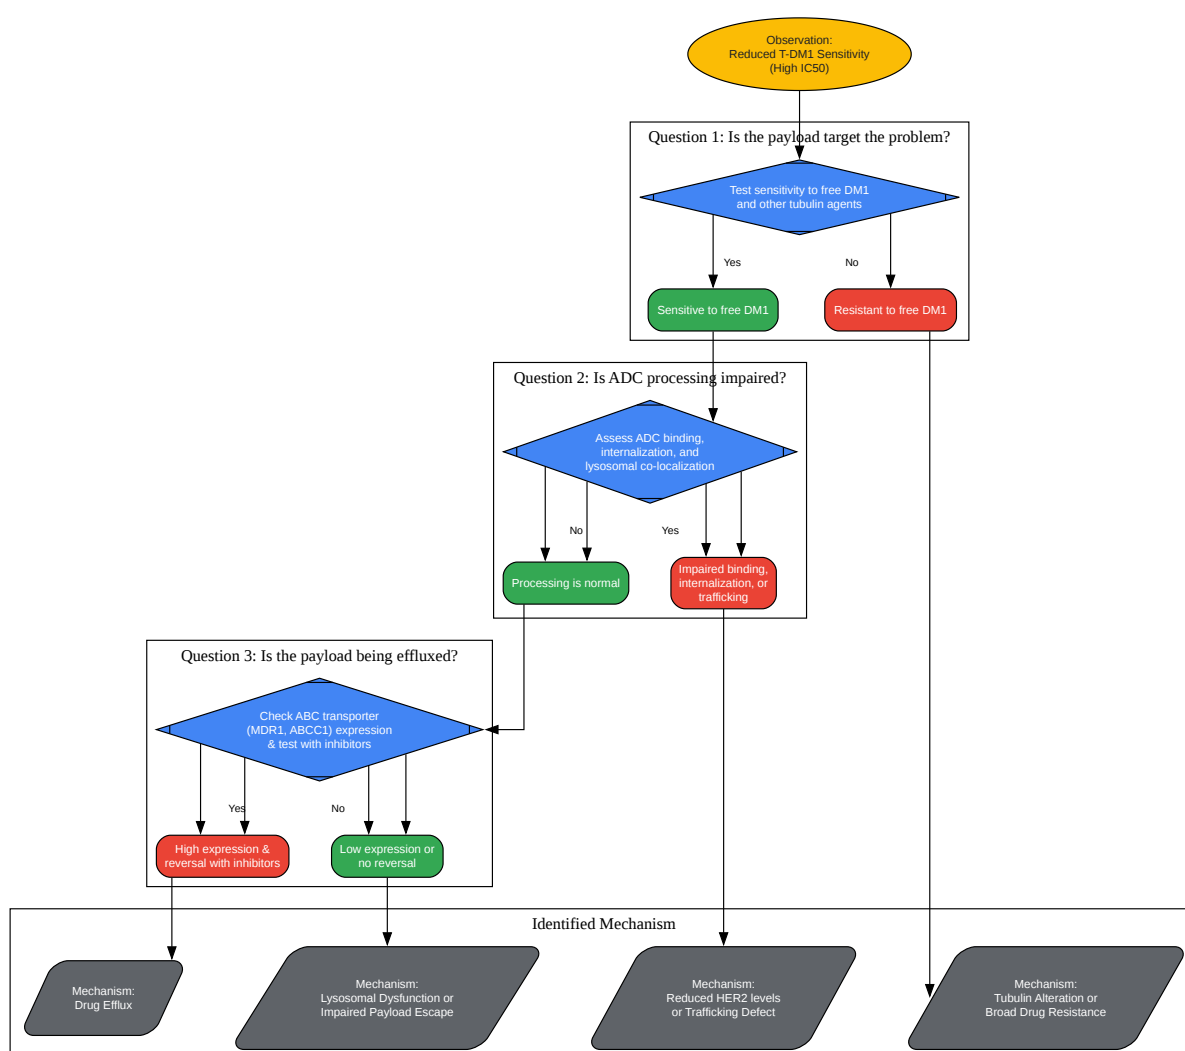 Observation:
Reduced T-DM1 Sensitivity
(High IC50)
Question 1: Is the payload target the problem?
Test sensitivity to free DM1
and other tubulin agents
Yes
No
Sensitive to free DM1
Resistant to free DM1
Question 2: Is ADC processing impaired?
Assess ADC binding,
internalization, and
lysosomal co-localization
No
Yes
Processing is normal
Impaired binding,
internalization, or
trafficking
Question 3: Is the payload being effluxed?
Check ABC transporter
(MDR1, ABCC1) expression
& test with inhibitors
Yes
No
High expression &
reversal with inhibitors
Low expression or
no reversal
Identified Mechanism
Mechanism:
Drug Efflux
Mechanism:
Lysosomal Dysfunction or
Impaired Payload Escape
Mechanism:
Reduced HER2 levels
or Trafficking Defect
Mechanism:
Tubulin Alteration or
Broad Drug Resistance